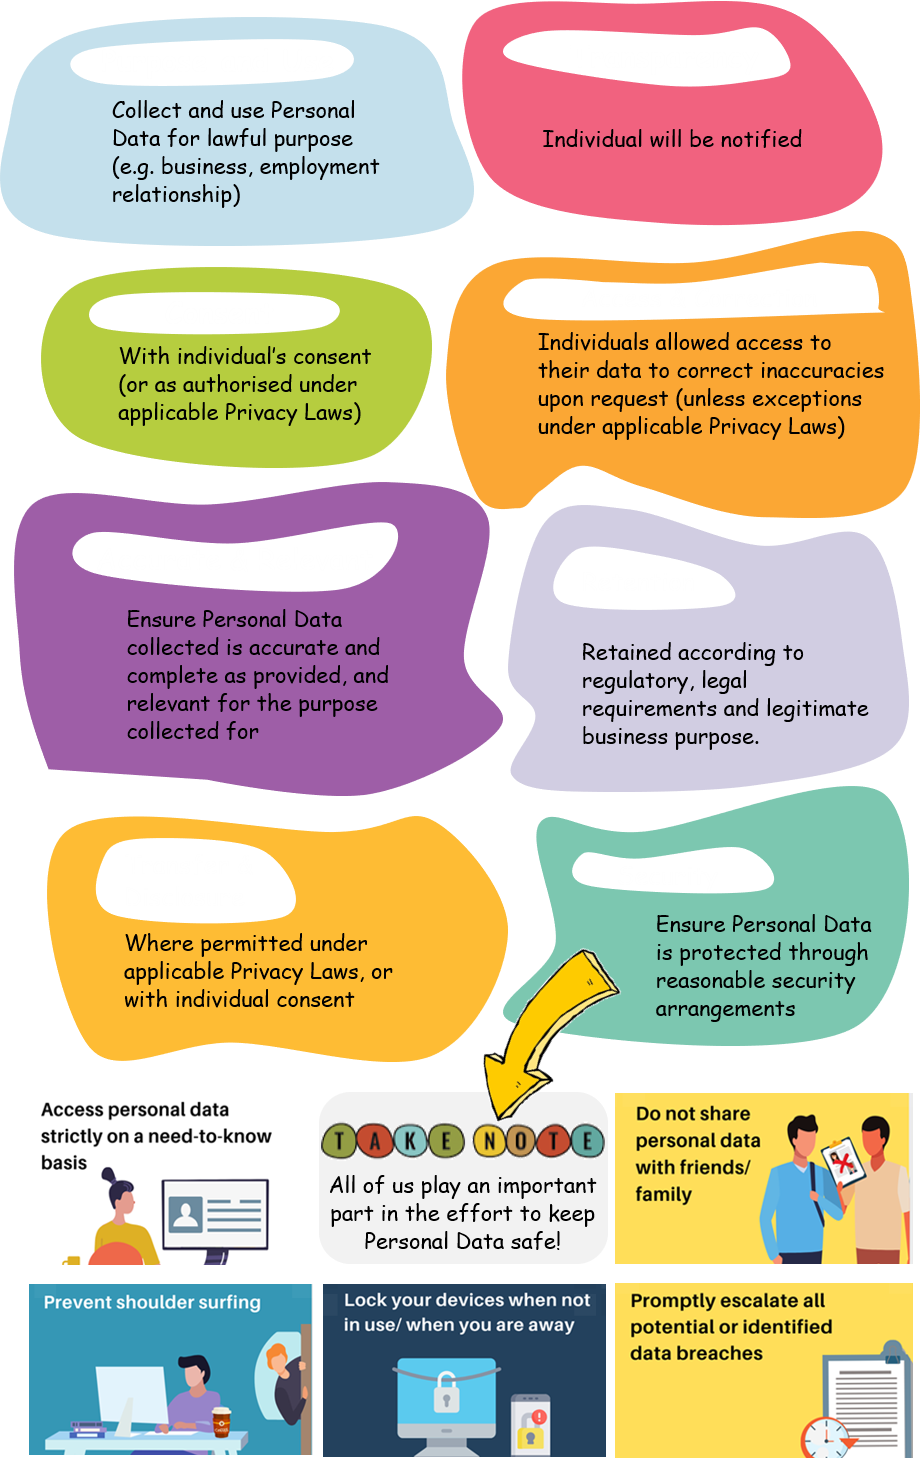 Collect and use Personal
Data for lawful purpose
(e.g. business, employment
relationship)
Individual will be notified
With individual's consent
(or as authorised under
applicable Privacy Laws)
Individuals allowed access to
their data to correct inaccuracies
upon request (unless exceptions
under applicable Privacy Laws)
Ensure Personal Data
collected is accurate and
complete as provided, and
relevant for the purpose
collected for
Retained according to
regulatory, legal
requirements and legitimate
business purpose.
Where permitted under
applicable Privacy Laws, or
with individual consent
Ensure Personal Data
is protected through
reasonable security
arrangements
Access personal data
strictly on a need-to-know
basis
TAKE NOTE
All of us play an important
part in the effort to keep
Personal Data safe!
Do not share
personal data
with friends/
family
Prevent shoulder surfing
Lock your devices when not
in use/ when you are away
Promptly escalate all
potential or identified
data breaches